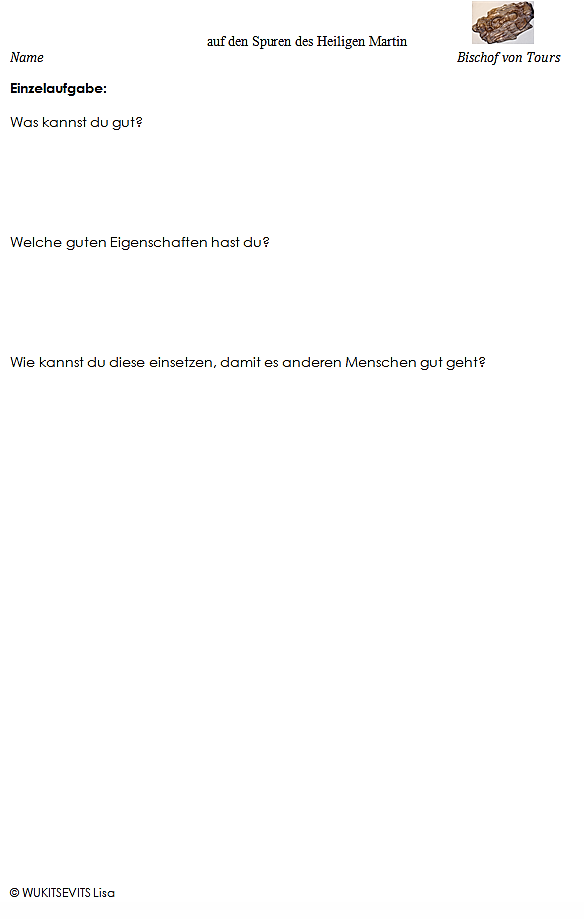 auf den Spuren des Heiligen Martin
Name
Bischof von Tours
Einzelaufgabe:
Was kannst du gut?
Welche guten Eigenschaften hast du?
Wie kannst du diese einsetzen, damit es anderen Menschen gut geht?
© WUKITSEVITS Lisa